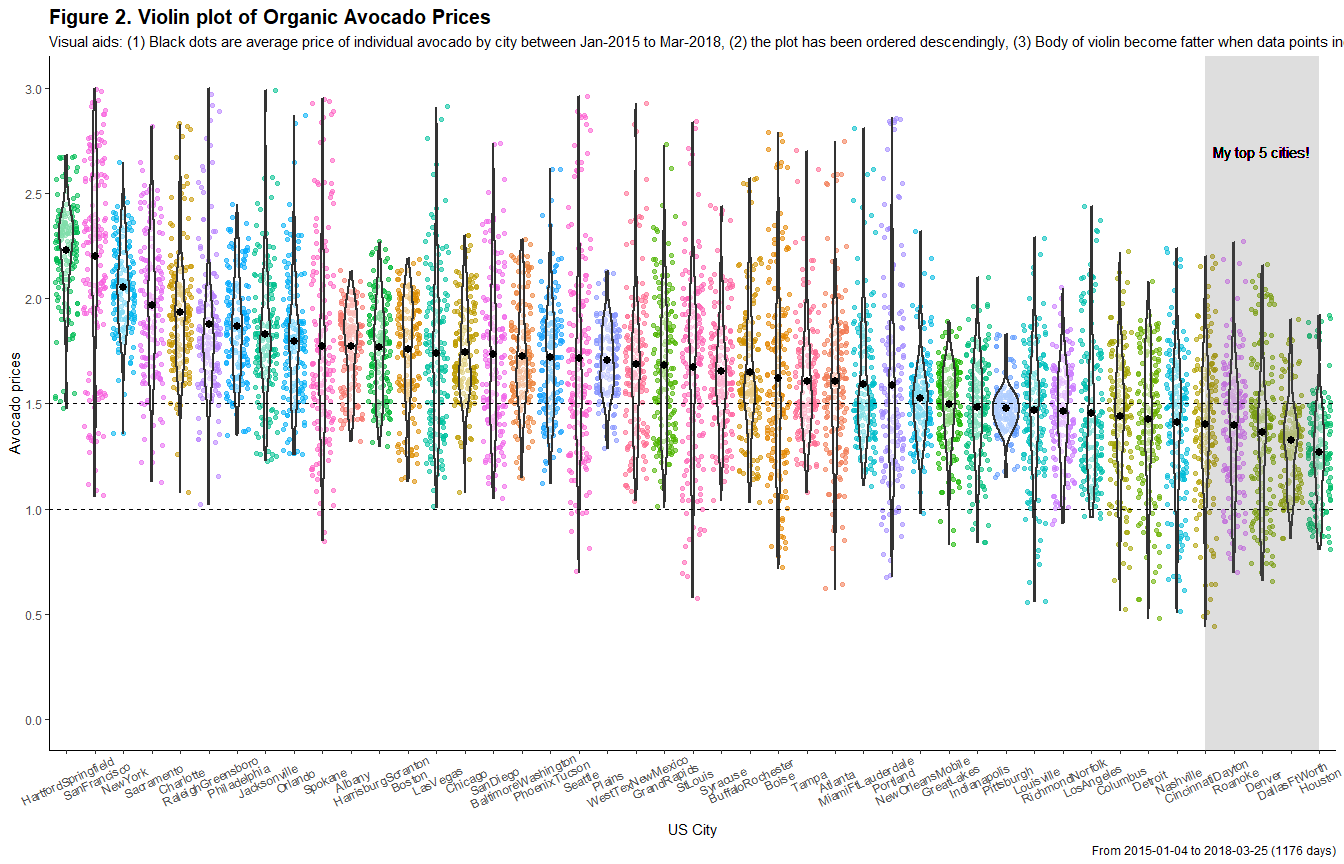 Figure 2. Violin plot of Organic Avocado Prices
Visual aids: (1) Black dots are average price of individual avocado by city between Jan-2015 to Mar-2018, (2) the plot has been ordered descendingly, (3) Body of violin become fatter when data points in
My top 5 cities!
Avocado prices
3.0
2.5
2.0
1.5
1.0
0.5
0.0
HartfordSpringfield
SanFrancisco
NewYork
Sacramento
Charlotte
RaleighGreensboro
Philadelphia
Jacksonville
Orlando
Spokane
Albany
HarrisburgScranton
Boston
LasVegas
Chicago
SanDiego
BaltimoreWashington
PhoenixTucson
Seattle
Plains
WestTexNewMexico
GrandRapids
StLouis
Syracuse
BuffaloRochester
Boise
Tampa
Atlanta
MiamiFtLauderdale
Portland
NewOrleansMobile
GreatLakes
Indianapolis
Pittsburgh
Louisville
RichmondNorfolk
LosAngeles
Columbus
Detroit
Nashville
CincinnatiDayton
Roanoke
Denver
DallasFtWorth
Houston
US City
From 2015-01-04 to 2018-03-25 (1176 days)